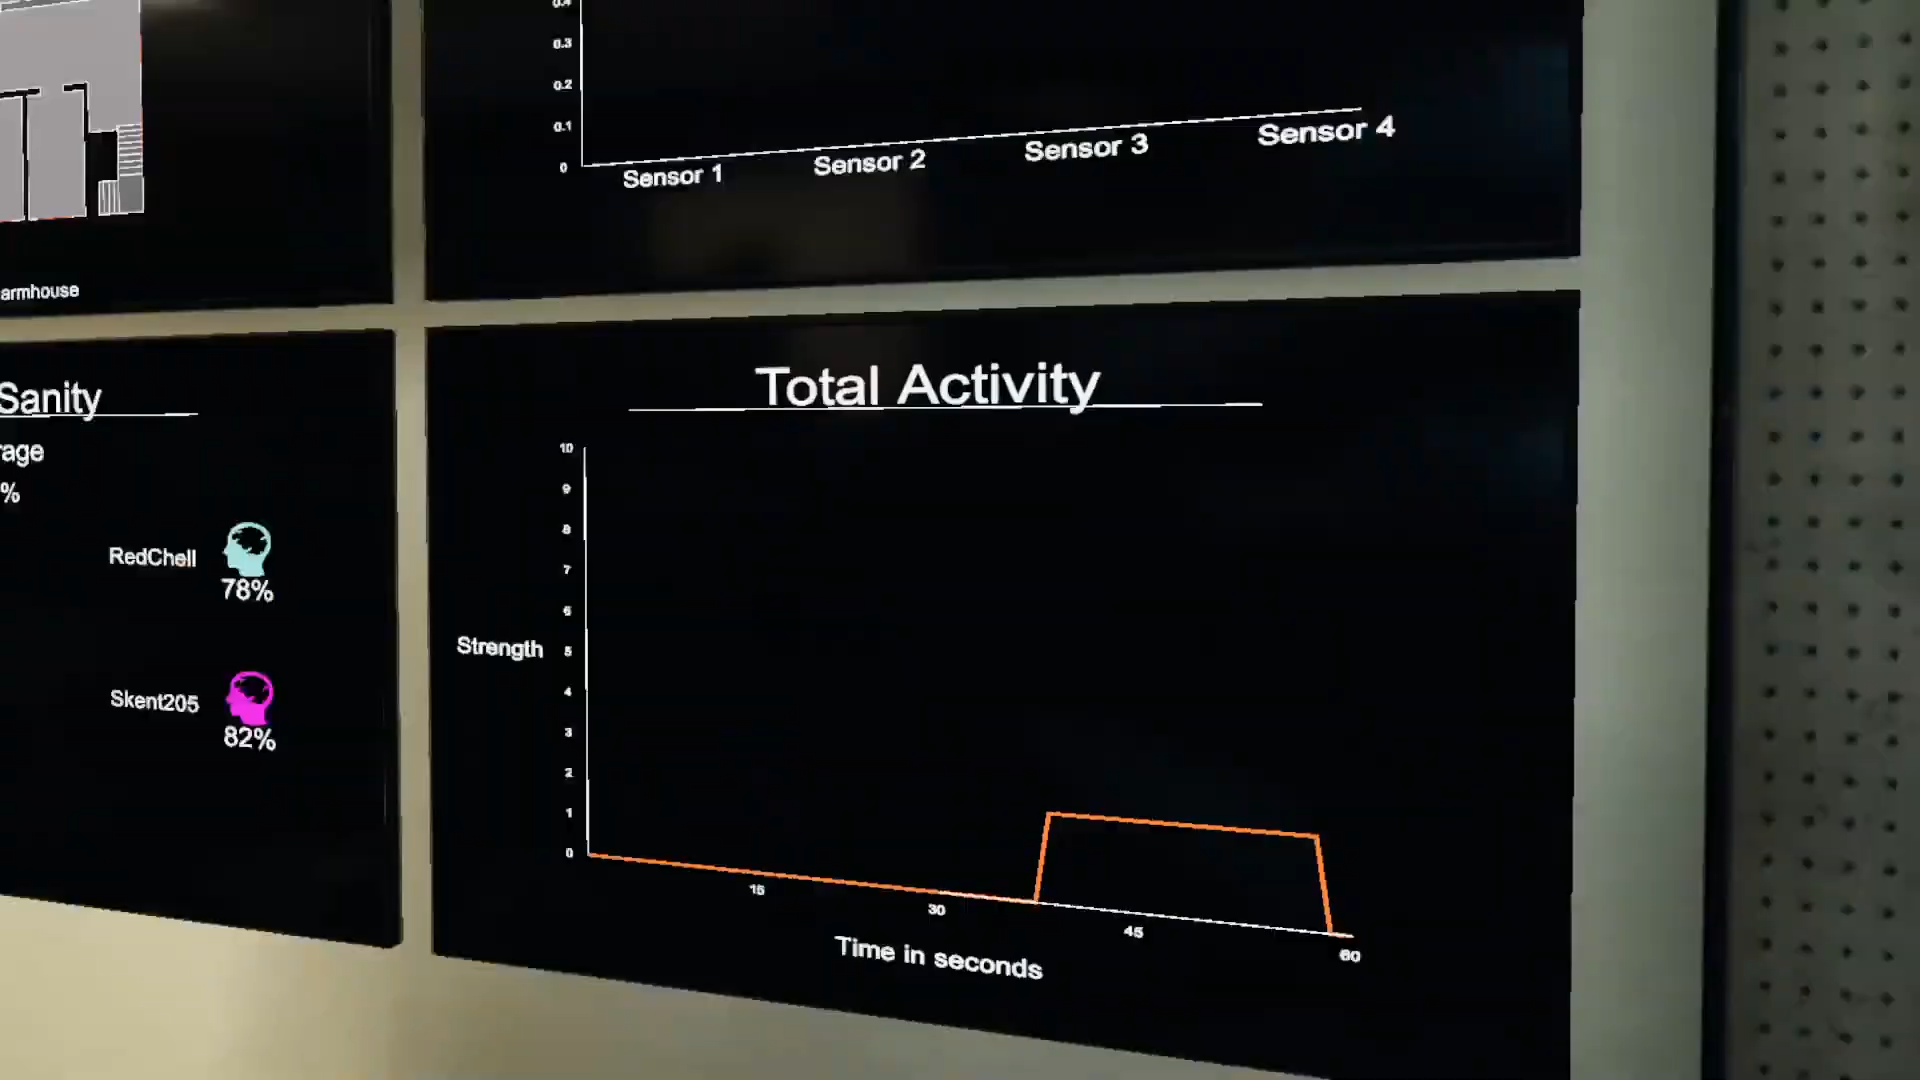 armhouse
0.4
0.3
0.2
0.1
0
Sensor 1
Sensor 2
Sensor 3
Sensor 4
Sanity
rage
%
RedChell
78%
Skent205
82%
Total Activity
10
9
8
7
6
Strength
5
4
3
2
1
0
15
30
45
60
Time in seconds